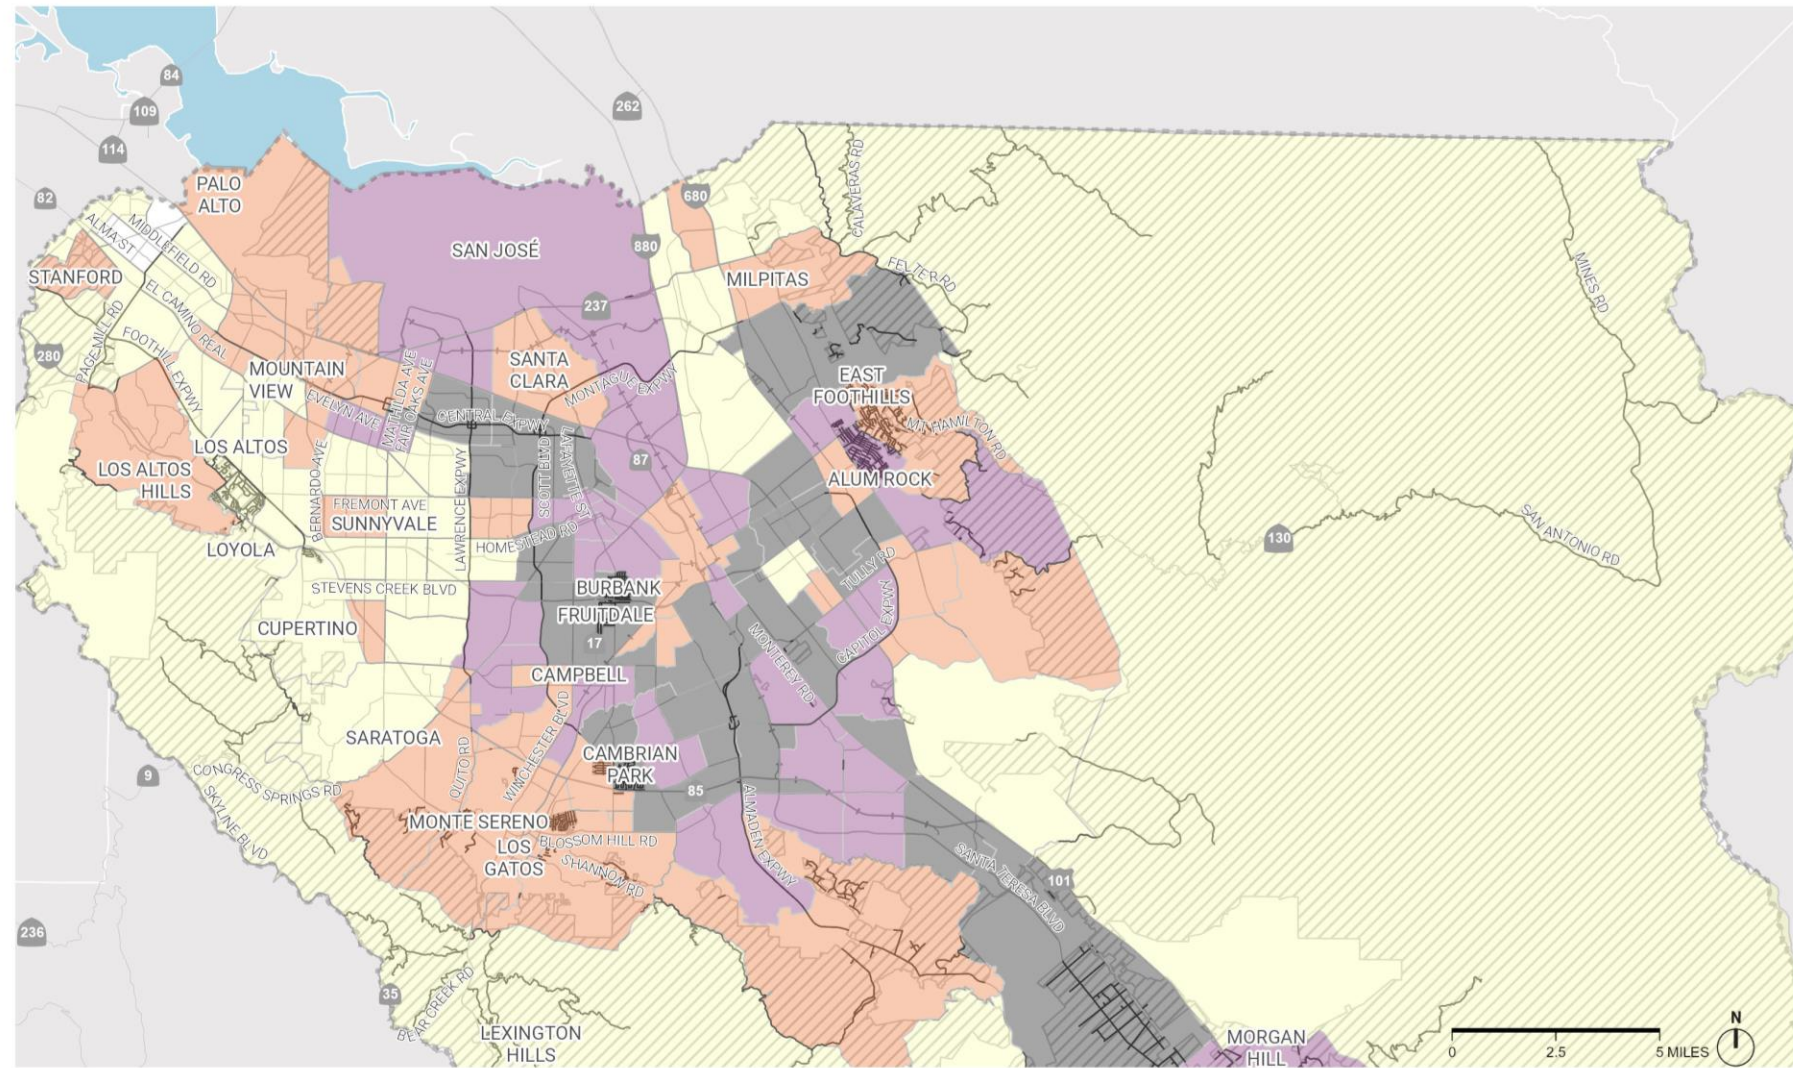 84
109
262
114
82
PALO
ALTO
680
CALAVERAS RD
MIDDLEFIELD RD
ALMA ST
SAN JOSÉ
880
STANFORD
MILPITAS
FELTER RD
MINES RD
EL CAMINO REAL
237
PAGE MILL RD
FOOTHILL EXPWY
280
MOUNTAIN
VIEW
SANTA
CLARA
MATHILDA AVE
FAIR OAKS AVE
MONTAGUE EXPWY
EAST
FOOTHILLS
EVELYN AVE
CENTRAL EXPWY
MT HAMILTON RD
LOS ALTOS
BERNARDO AVE
LAWRENCE EXPWY
SCOTT BLVD
LAFAYETTE ST
87
LOS ALTOS
HILLS
ALUM ROCK
FREMONT AVE
SUNNYVALE
HOMESTEAD RD
130
SAN ANTONIO RD
LOYOLA
TULLY RD
STEVENS CREEK BLVD
BURBANK
FRUITDALE
CAPITOL EXPWY
CUPERTINO
17
MONTEREY RD
CAMPBELL
SARATOGA
QUITO RD
WINCHESTER BLVD
CAMBRIAN
PARK
9
CONGRESS SPRINGS RD
SKYLINE BLVD
85
ALMADEN EXPWY
MONTE SERENO
BLOSSOM HILL RD
LOS
GATOS
SHANNON RD
SANTA TERESA BLVD
101
236
35
BEAR CREEK RD
LEXINGTON
HILLS
MORGAN
HILL
N
0 2.5 5 MILES